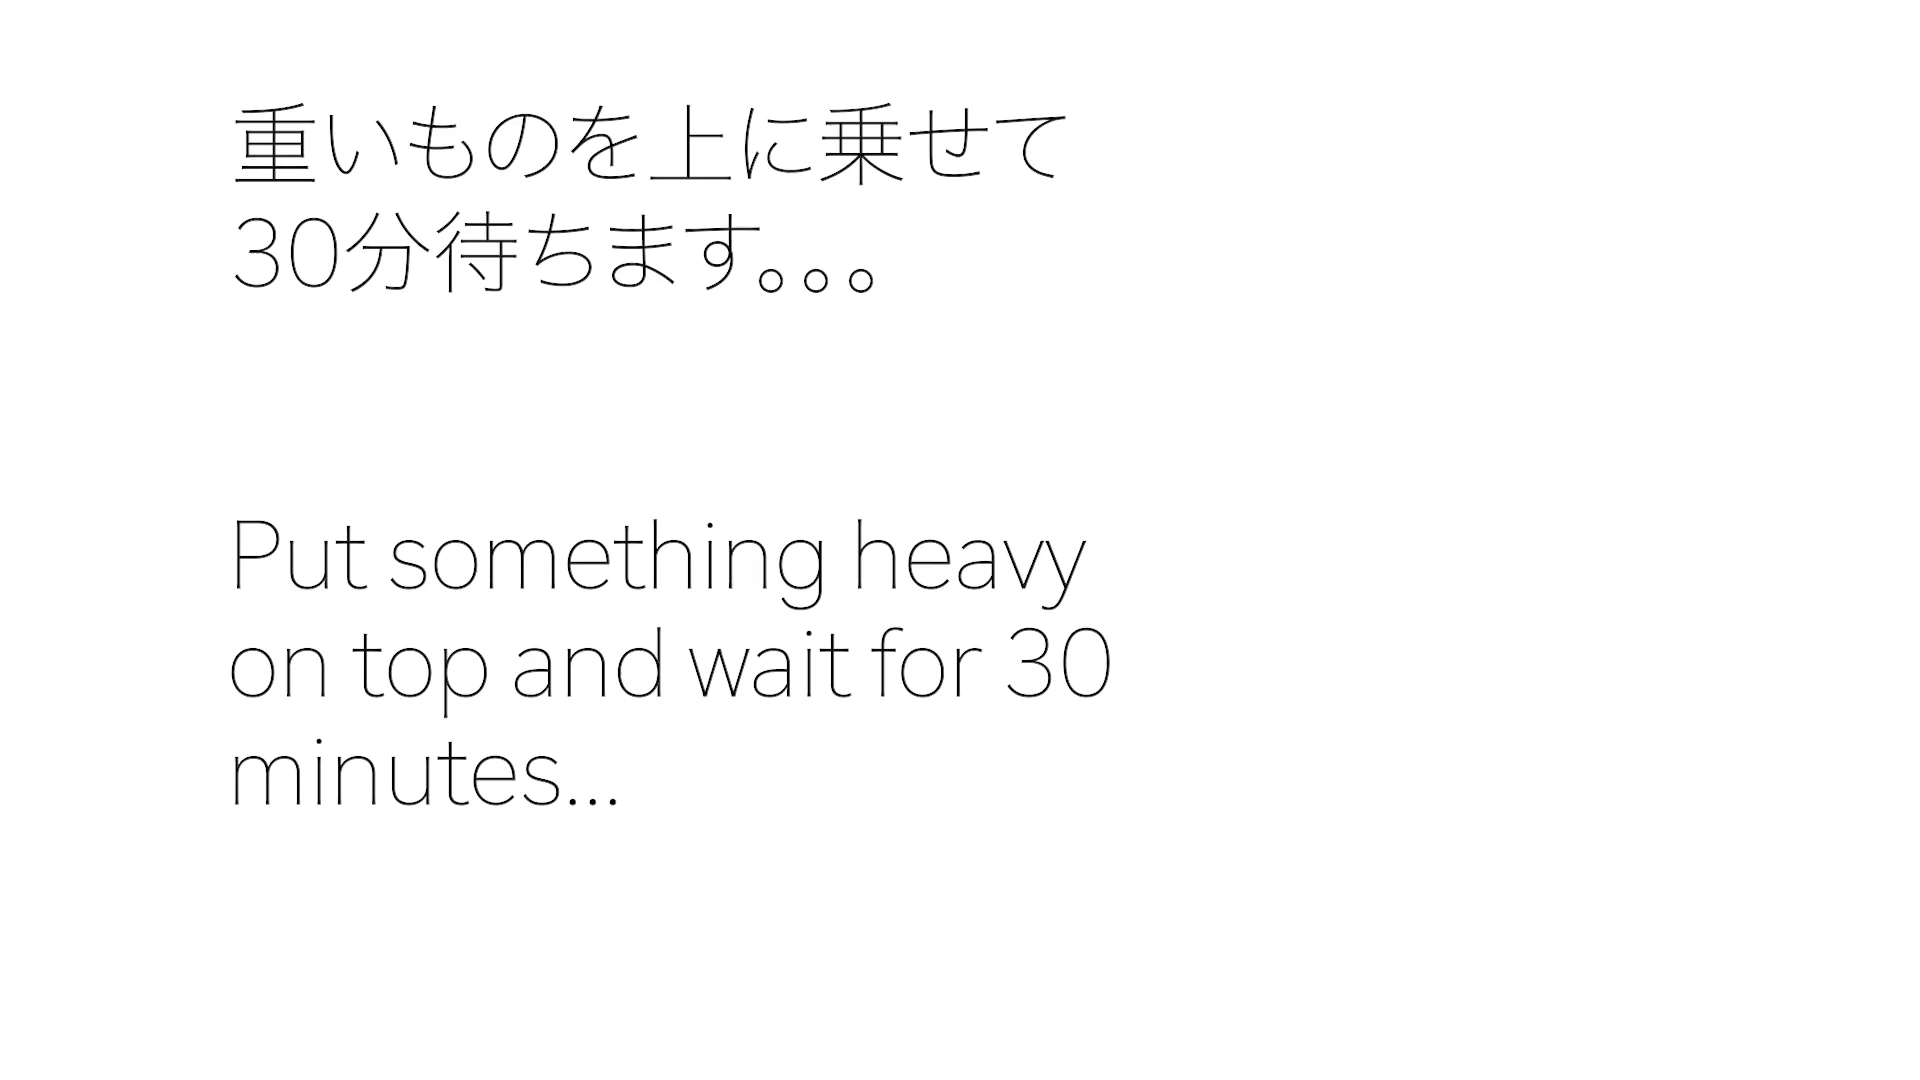 重いものを上に乗せて
30分待ちます。。。
Put something heavy
on top and wait for 30
minutes...